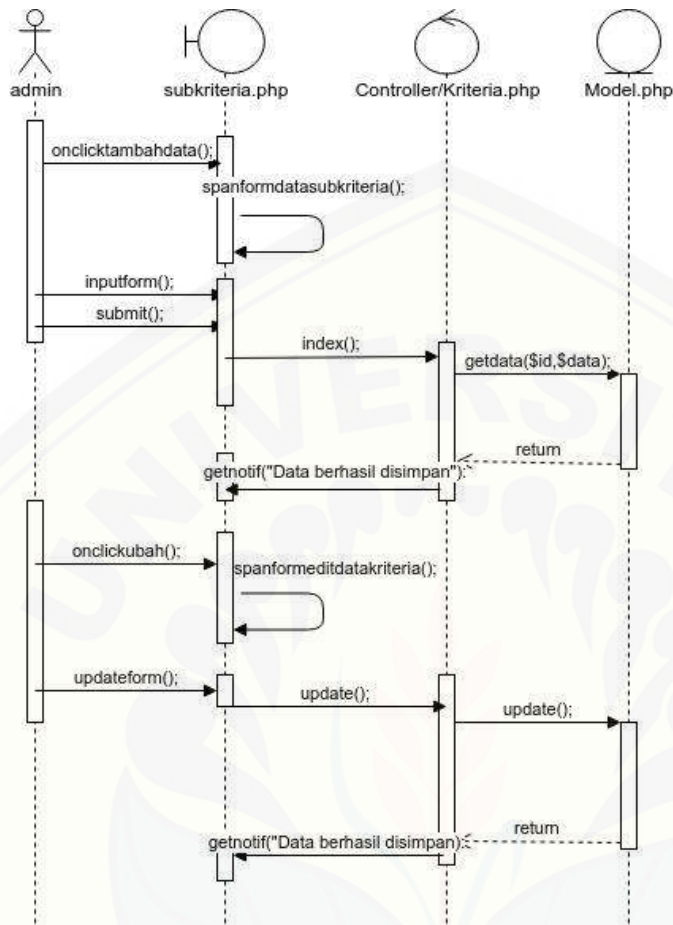 admin
subkriteria.php
Controller/Kriteria.php
Model.php
onclicktambahdata();
spanformdatasubkriteria();
inputform();
submit();
index();
getdata($id,$data);
return
getnotif("Data berhasil disimpan");
onclickubah();
spanformeditdatakriteria();
updateform();
update();
update();
return
getnotif("Data berhasil disimpan);